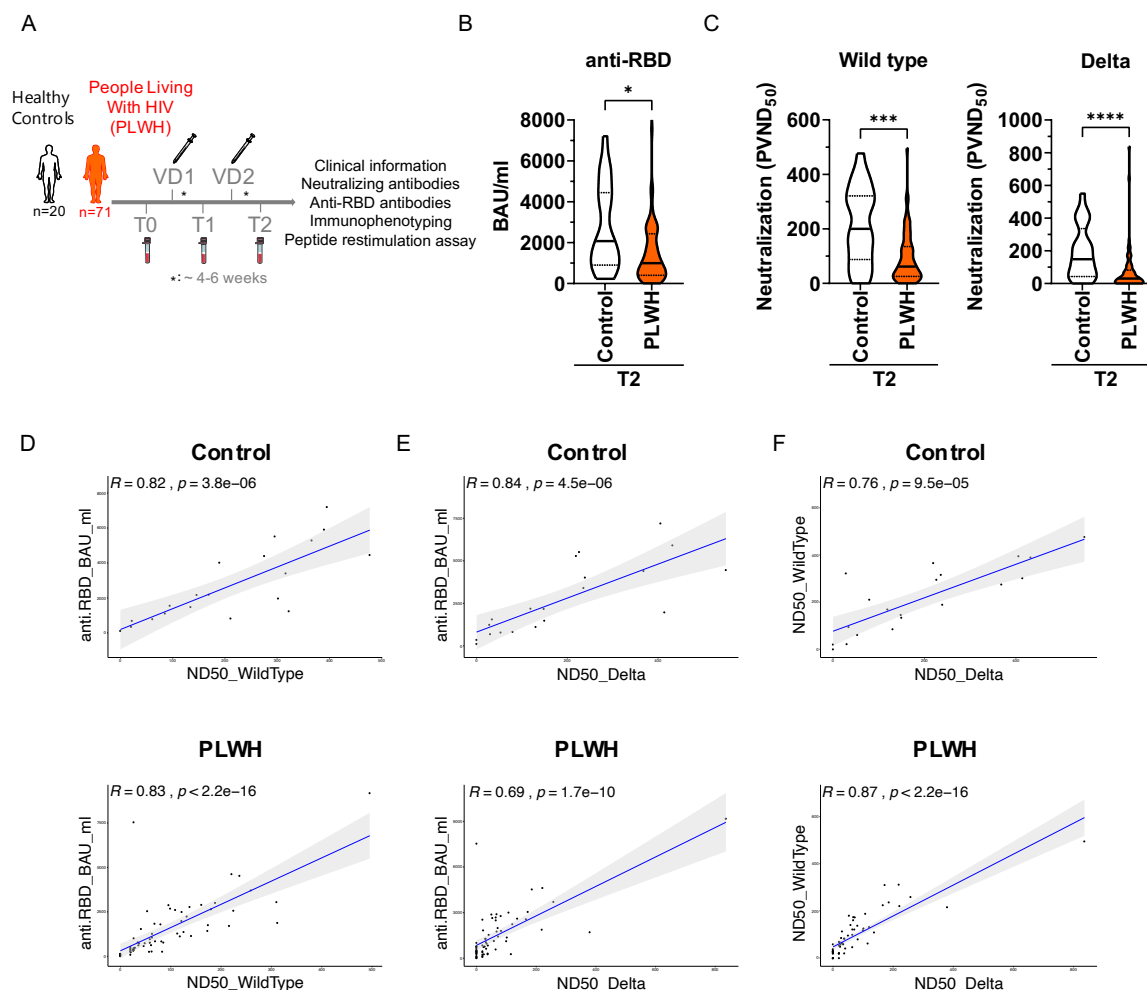 A
Healthy
Controls
People Living
With HIV
(PLWH)
n=20
n=71
VD1
VD2
*
*
T0
T1
T2
*: ~ 4-6 weeks
Clinical information
Neutralizing antibodies
Anti-RBD antibodies
Immunophenotyping
Peptide restimulation assay
B
anti-RBD
*
BAU/ml
8000
6000
4000
2000
0
Control
PLWH
T2
C
Wild type
***
Neutralization (PVND50)
600
400
200
0
Control
PLWH
T2
Delta
****
Neutralization (PVND50)
1000
800
600
400
200
0
Control
PLWH
T2
D
Control
R = 0.82 , p = 3.8e−06
anti.RBD_BAU_ml
ND50_WildType
PLWH
R = 0.83 , p < 2.2e−16
anti.RBD_BAU_ml
ND50_WildType
E
Control
R = 0.84 , p = 4.5e−06
anti.RBD_BAU_ml
ND50_Delta
PLWH
R = 0.69 , p = 1.7e−10
anti.RBD_BAU_ml
ND50_Delta
F
Control
R = 0.76 , p = 9.5e−05
ND50_WildType
ND50_Delta
PLWH
R = 0.87 , p < 2.2e−16
ND50_WildType
ND50_Delta